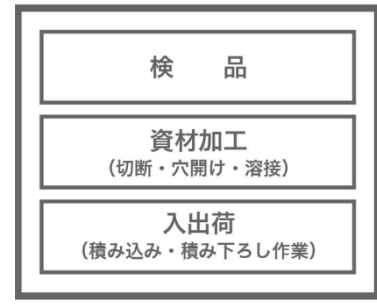 検　　品
資材加工
（切断・穴開け・溶接）
入出荷
（積み込み・積み下ろし作業）